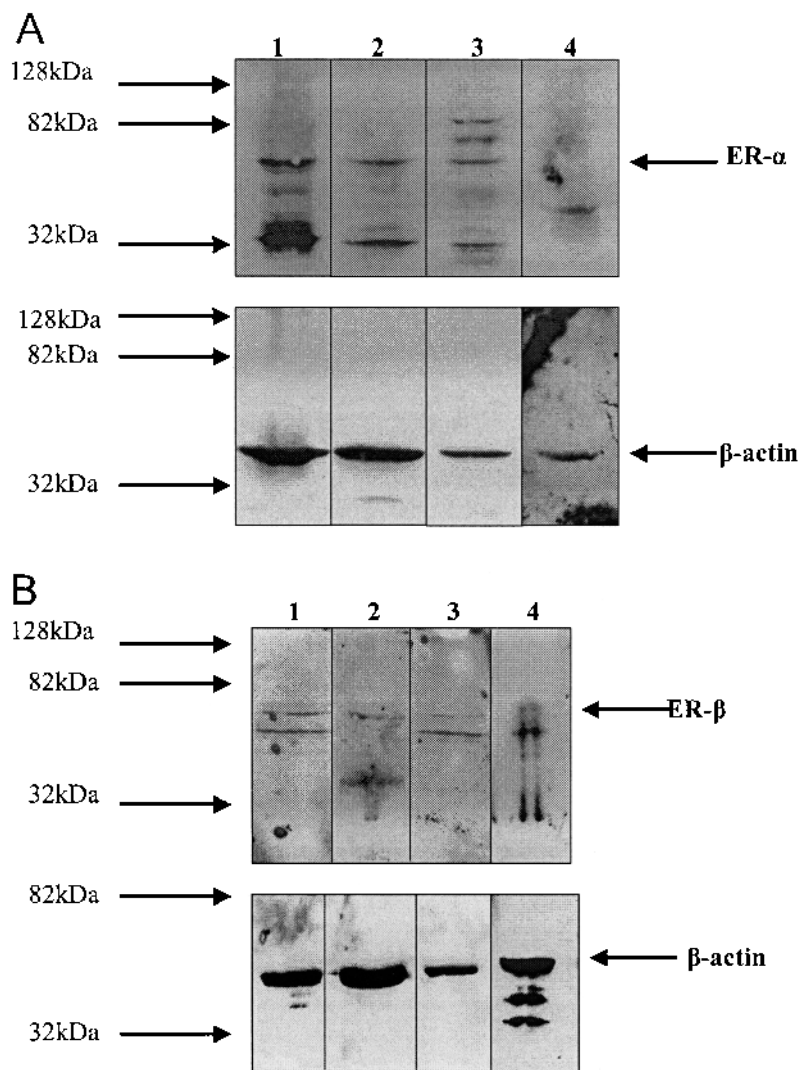 A
1 2 3 4
128kDa
82kDa
ER-α
32kDa
128kDa
82kDa
β-actin
32kDa
B
1 2 3 4
128kDa
82kDa
ER-β
32kDa
82kDa
β-actin
32kDa